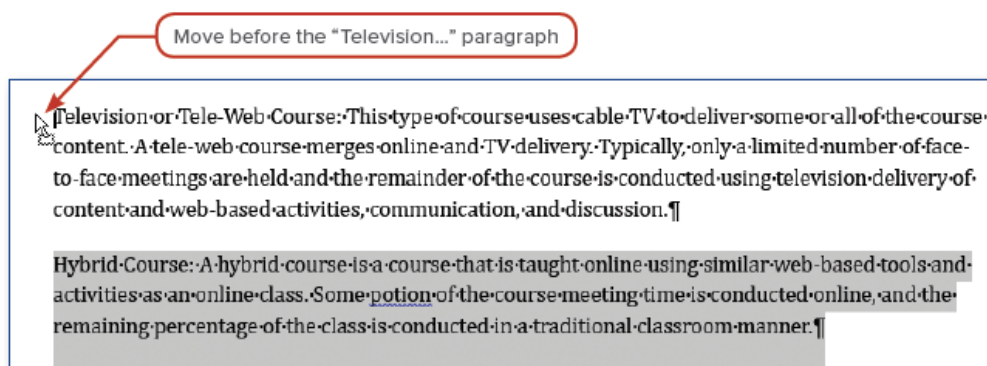 Move before the “Television...” paragraph
Television·or·Tele-Web·Course:·This·type·of·course·uses·cable·TV·to·deliver·some·or·all·of·the·course·
content.·A·tele-web·course·merges·online·and·TV·delivery.·Typically,·only·a·limited·number·of·face-
to-face·meetings·are·held·and·the·remainder·of·the·course·is·conducted·using·television·delivery·of·
content·and·web-based·activities,·communication,·and·discussion.¶
Hybrid·Course:·A·hybrid·course·is·a·course·that·is·taught·online·using·similar·web-based·tools·and·
activities·as·an·online·class.·Some·potion·of·the·course·meeting·time·is·conducted·online,·and·the·
remaining·percentage·of·the·class·is·conducted·in·a·traditional·classroom·manner.¶